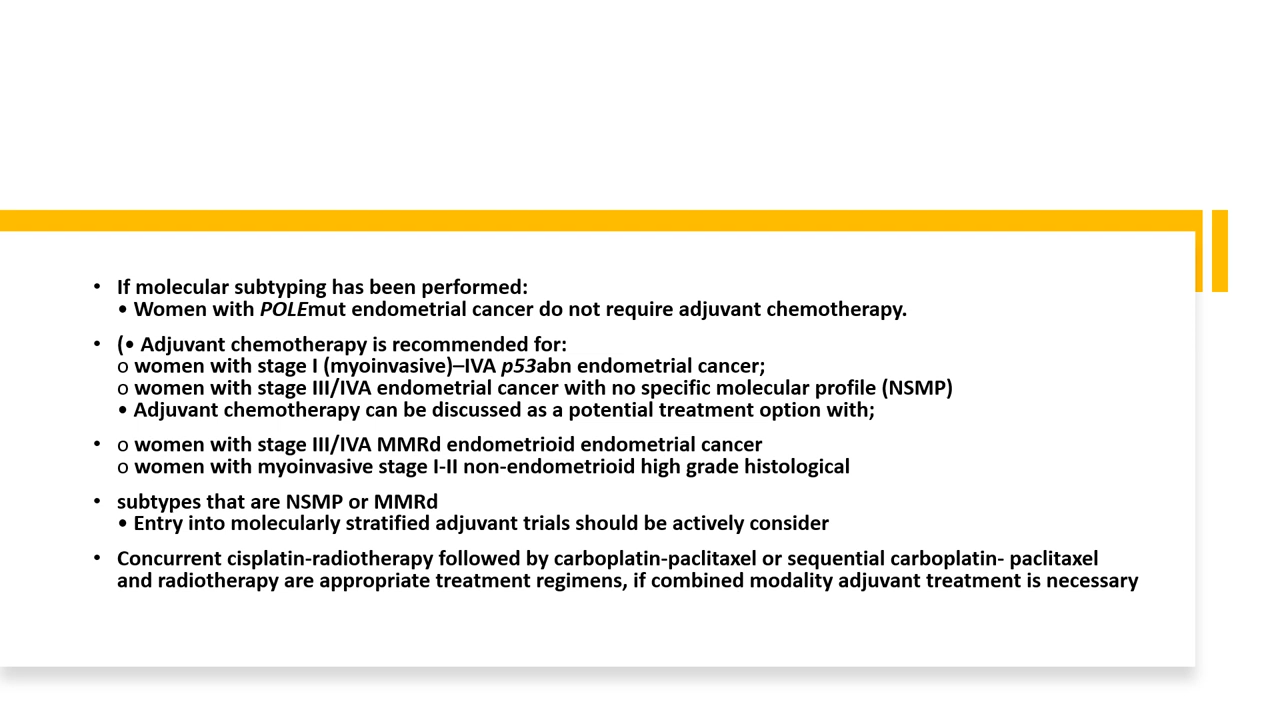 • If molecular subtyping has been performed:
• Women with POLEmut endometrial cancer do not require adjuvant chemotherapy.
• (• Adjuvant chemotherapy is recommended for:
o women with stage I (myoinvasive)–IVA p53abn endometrial cancer;
o women with stage III/IVA endometrial cancer with no specific molecular profile (NSMP)
• Adjuvant chemotherapy can be discussed as a potential treatment option with;
• o women with stage III/IVA MMRd endometrioid endometrial cancer
o women with myoinvasive stage I-II non-endometrioid high grade histological
• subtypes that are NSMP or MMRd
• Entry into molecularly stratified adjuvant trials should be actively consider
• Concurrent cisplatin-radiotherapy followed by carboplatin-paclitaxel or sequential carboplatin- paclitaxel
and radiotherapy are appropriate treatment regimens, if combined modality adjuvant treatment is necessary